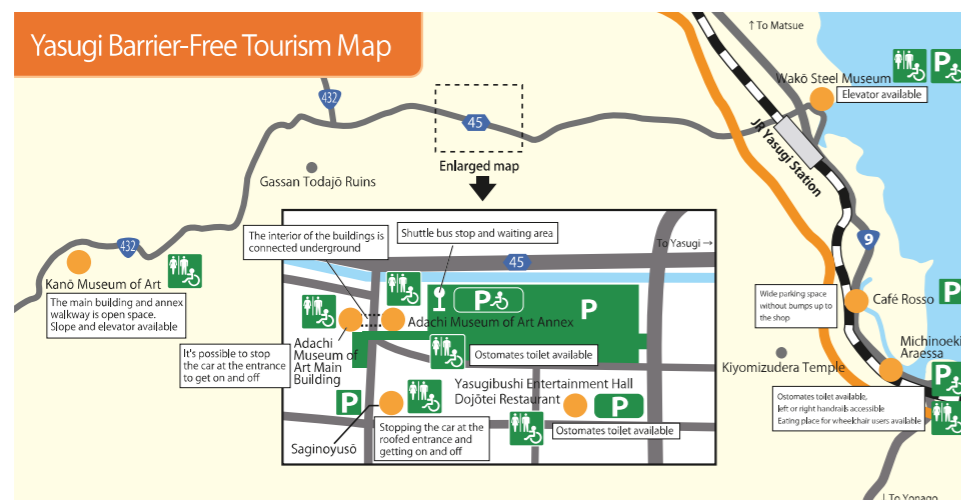 Yasugi Barrier-Free Tourism Map
↑To Matsue
Wakō Steel Museum
P
Elevator available
432
45
JR Yasugi Station
Enlarged map
Gassan Todajō Ruins
432
Kanō Museum of Art
The main building and annex
walkway is open space.
Slope and elevator available
The interior of the buildings is
connected underground
Shuttle bus stop and waiting area
To Yasugi →
45
P
P
Adachi Museum of Art Annex
Adachi
Museum of
Art Main
Building
It's possible to stop
the car at the entrance
to get on and off
Ostomates toilet available
Yasugibushi Entertainment Hall
Dojōtei Restaurant
P
P
Saginoyusō
Stopping the car at the
roofed entrance and
getting on and off
Ostomates toilet available
9
Wide parking space
without bumps up to
the shop
Café Rosso
P
Michinoeki
Araessa
Kiyomizudera Temple
P
Ostomates toilet available,
left or right handrails accessible
Eating place for wheelchair users available
↓To Yonago